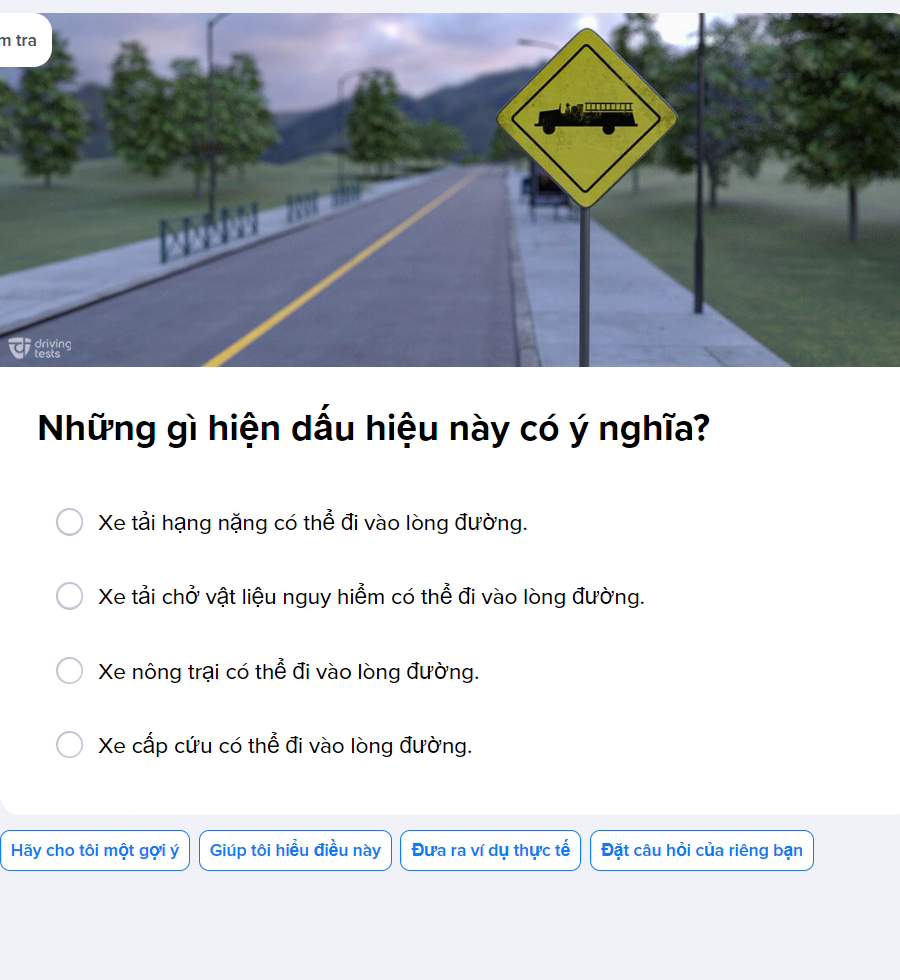 m tra
driving
tests
Những gì hiện dấu hiệu này có ý nghĩa?
Xe tải hạng nặng có thể đi vào lòng đường.
Xe tải chở vật liệu nguy hiểm có thể đi vào lòng đường.
Xe nông trại có thể đi vào lòng đường.
Xe cấp cứu có thể đi vào lòng đường.
Hãy cho tôi một gợi ý
Giúp tôi hiểu điều này
Đưa ra ví dụ thực tế
Đặt câu hỏi của riêng bạn